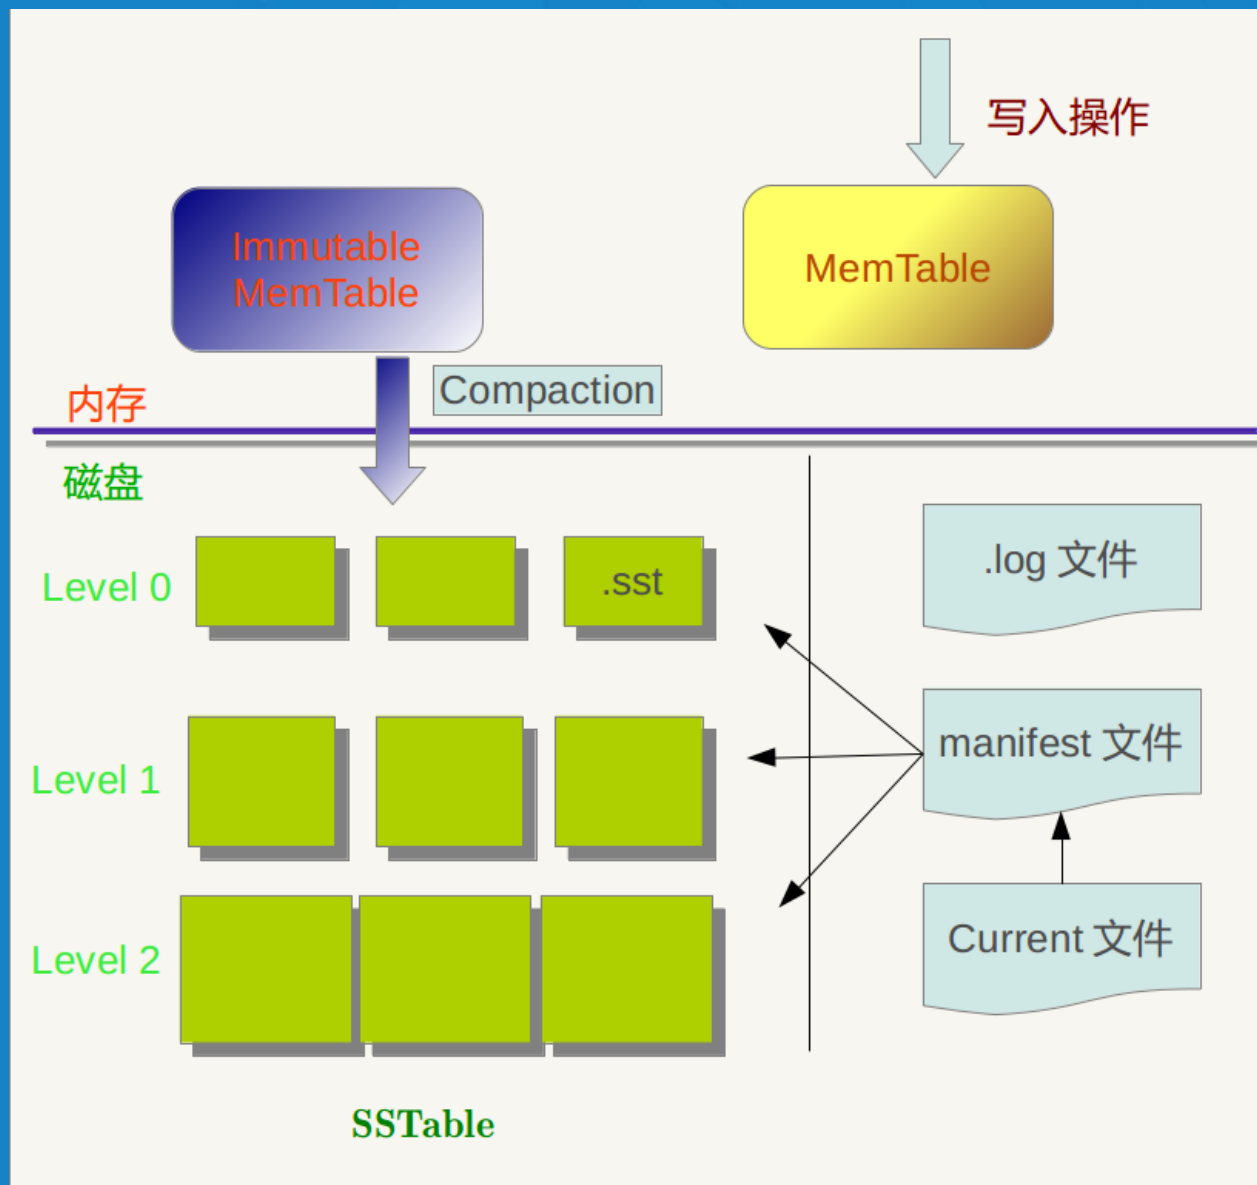 写入操作
Immutable
MemTable
MemTable
Compaction
内存
磁盘
Level 0
.sst
.log 文件
Level 1
manifest 文件
Level 2
Current 文件
SSTable